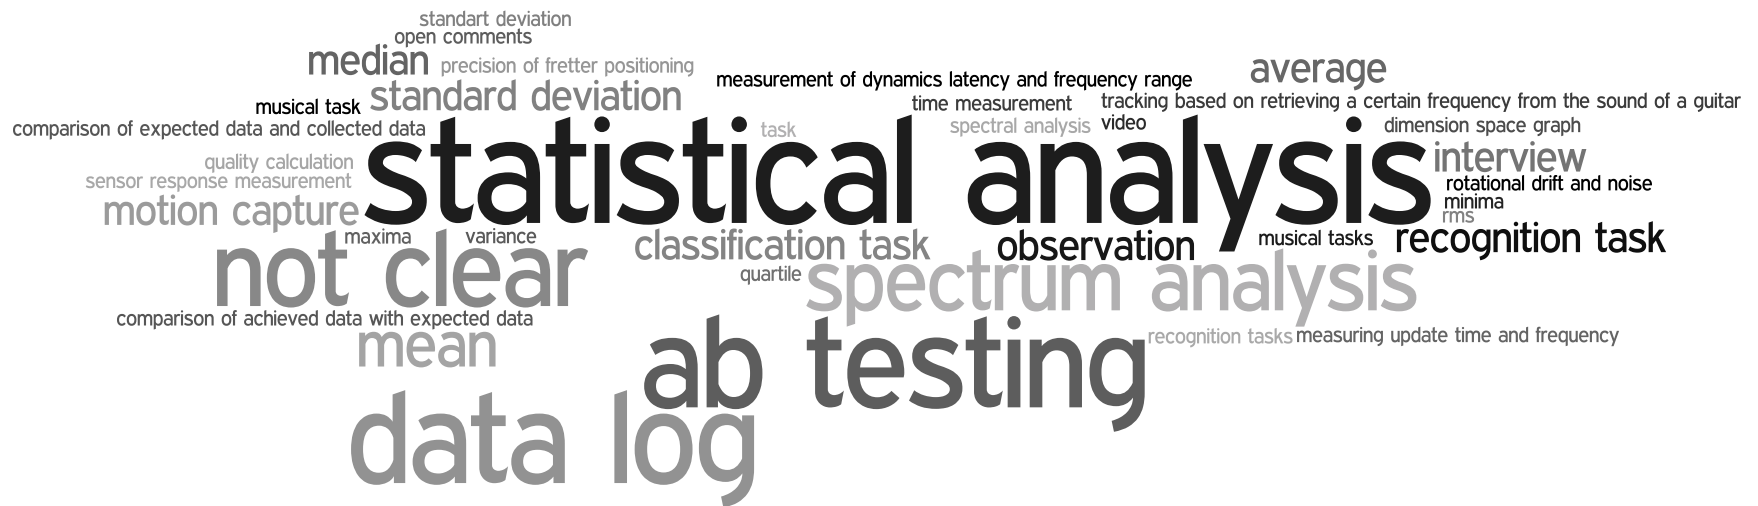 standart deviation
open comments
median
precision of fretter positioning
average
measurement of dynamics latency and frequency range
standard deviation
musical task
time measurement
tracking based on retrieving a certain frequency from the sound of a guitar
comparison of expected data and collected data
task
spectral analysis
video
dimension space graph
statistical analysis
quality calculation
interview
sensor response measurement
rotational drift and noise
minima
motion capture
rms
maxima
variance
classification task
observation
musical tasks
recognition task
not clear
quartile
spectrum analysis
comparison of achieved data with expected data
mean
ab testing
recognition tasks
measuring update time and frequency
data log